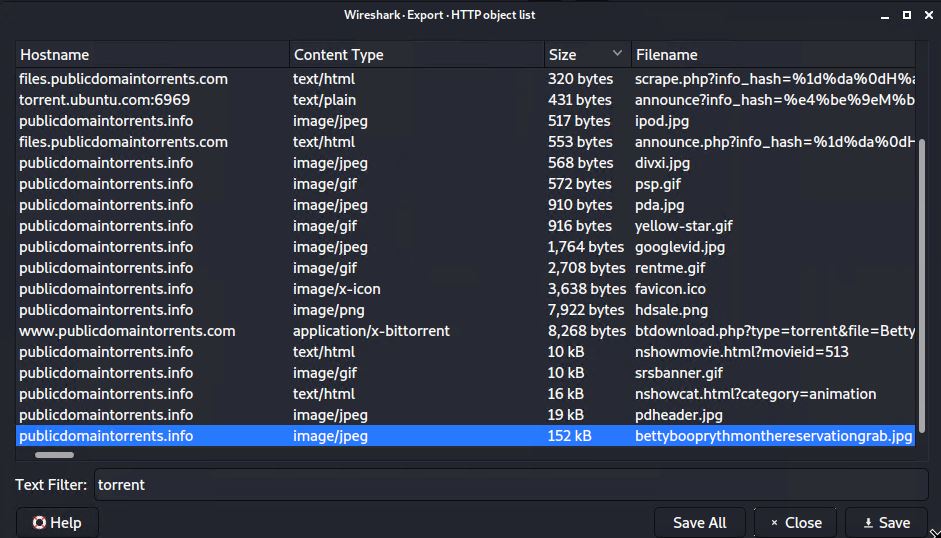 Wireshark · Export · HTTP object list
Hostname Content Type Size Filename
files.publicdomaintorrents.com text/html 320 bytes scrape.php?info_hash=%1d%da%0dH%a
torrent.ubuntu.com:6969 text/plain 431 bytes announce?info_hash=%e4%be%9eM%b
publicdomaintorrents.info image/jpeg 517 bytes ipod.jpg
files.publicdomaintorrents.com text/html 553 bytes announce.php?info_hash=%1d%da%0dH
publicdomaintorrents.info image/jpeg 568 bytes divxi.jpg
publicdomaintorrents.info image/gif 572 bytes psp.gif
publicdomaintorrents.info image/jpeg 910 bytes pda.jpg
publicdomaintorrents.info image/gif 916 bytes yellow-star.gif
publicdomaintorrents.info image/jpeg 1,764 bytes googlevid.jpg
publicdomaintorrents.info image/gif 2,708 bytes rentme.gif
publicdomaintorrents.info image/x-icon 3,638 bytes favicon.ico
publicdomaintorrents.info image/png 7,922 bytes hdsale.png
www.publicdomaintorrents.com application/x-bittorrent 8,268 bytes btdownload.php?type=torrent&file=Betty
publicdomaintorrents.info text/html 10 kB nshowmovie.html?movieid=513
publicdomaintorrents.info image/gif 10 kB srsbanner.gif
publicdomaintorrents.info text/html 16 kB nshowcat.html?category=animation
publicdomaintorrents.info image/jpeg 19 kB pdheader.jpg
publicdomaintorrents.info image/jpeg 152 kB bettybooprythmonthereservationgrab.jpg
Text Filter: torrent
Help Save All Close Save